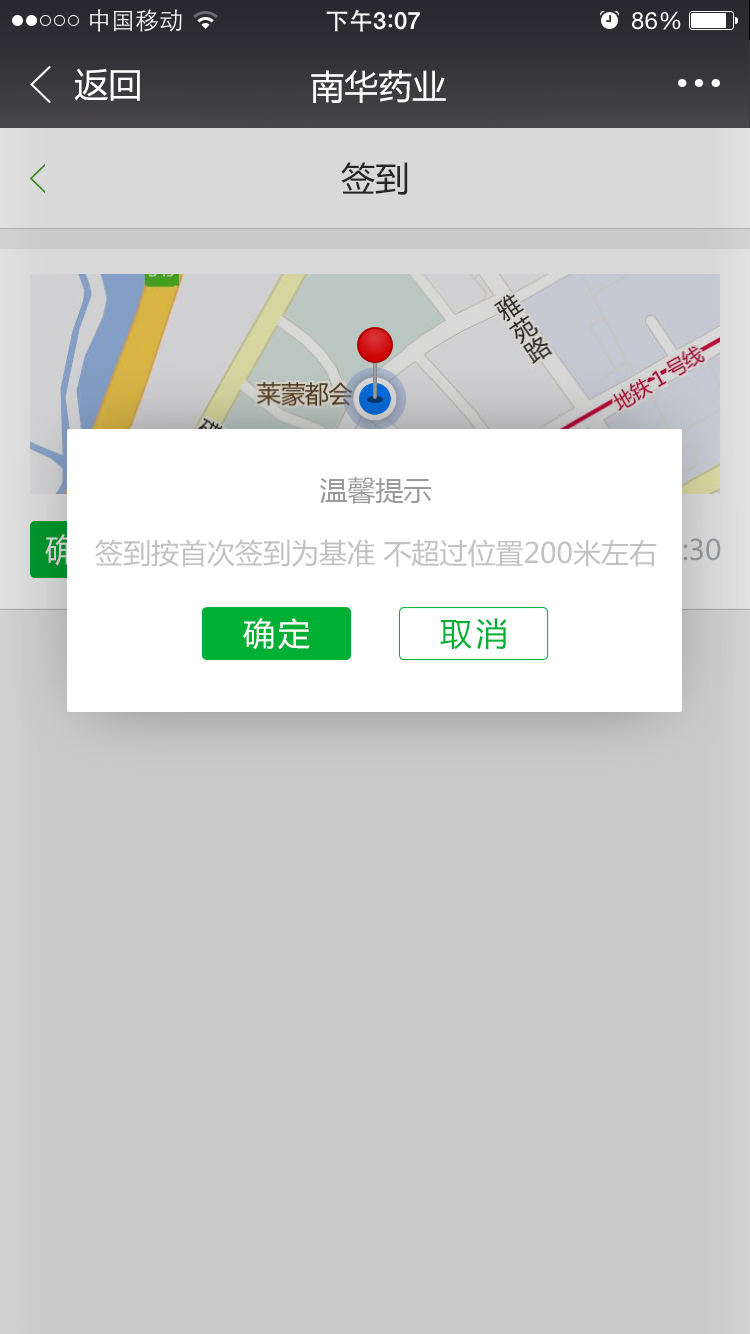 中国移动
下午3:07
86%
返回
南华药业
签到
雅苑路
地铁1号线
莱蒙都会
温馨提示
签到按首次签到为基准 不超过位置200米左右
确
:30
确定
取消